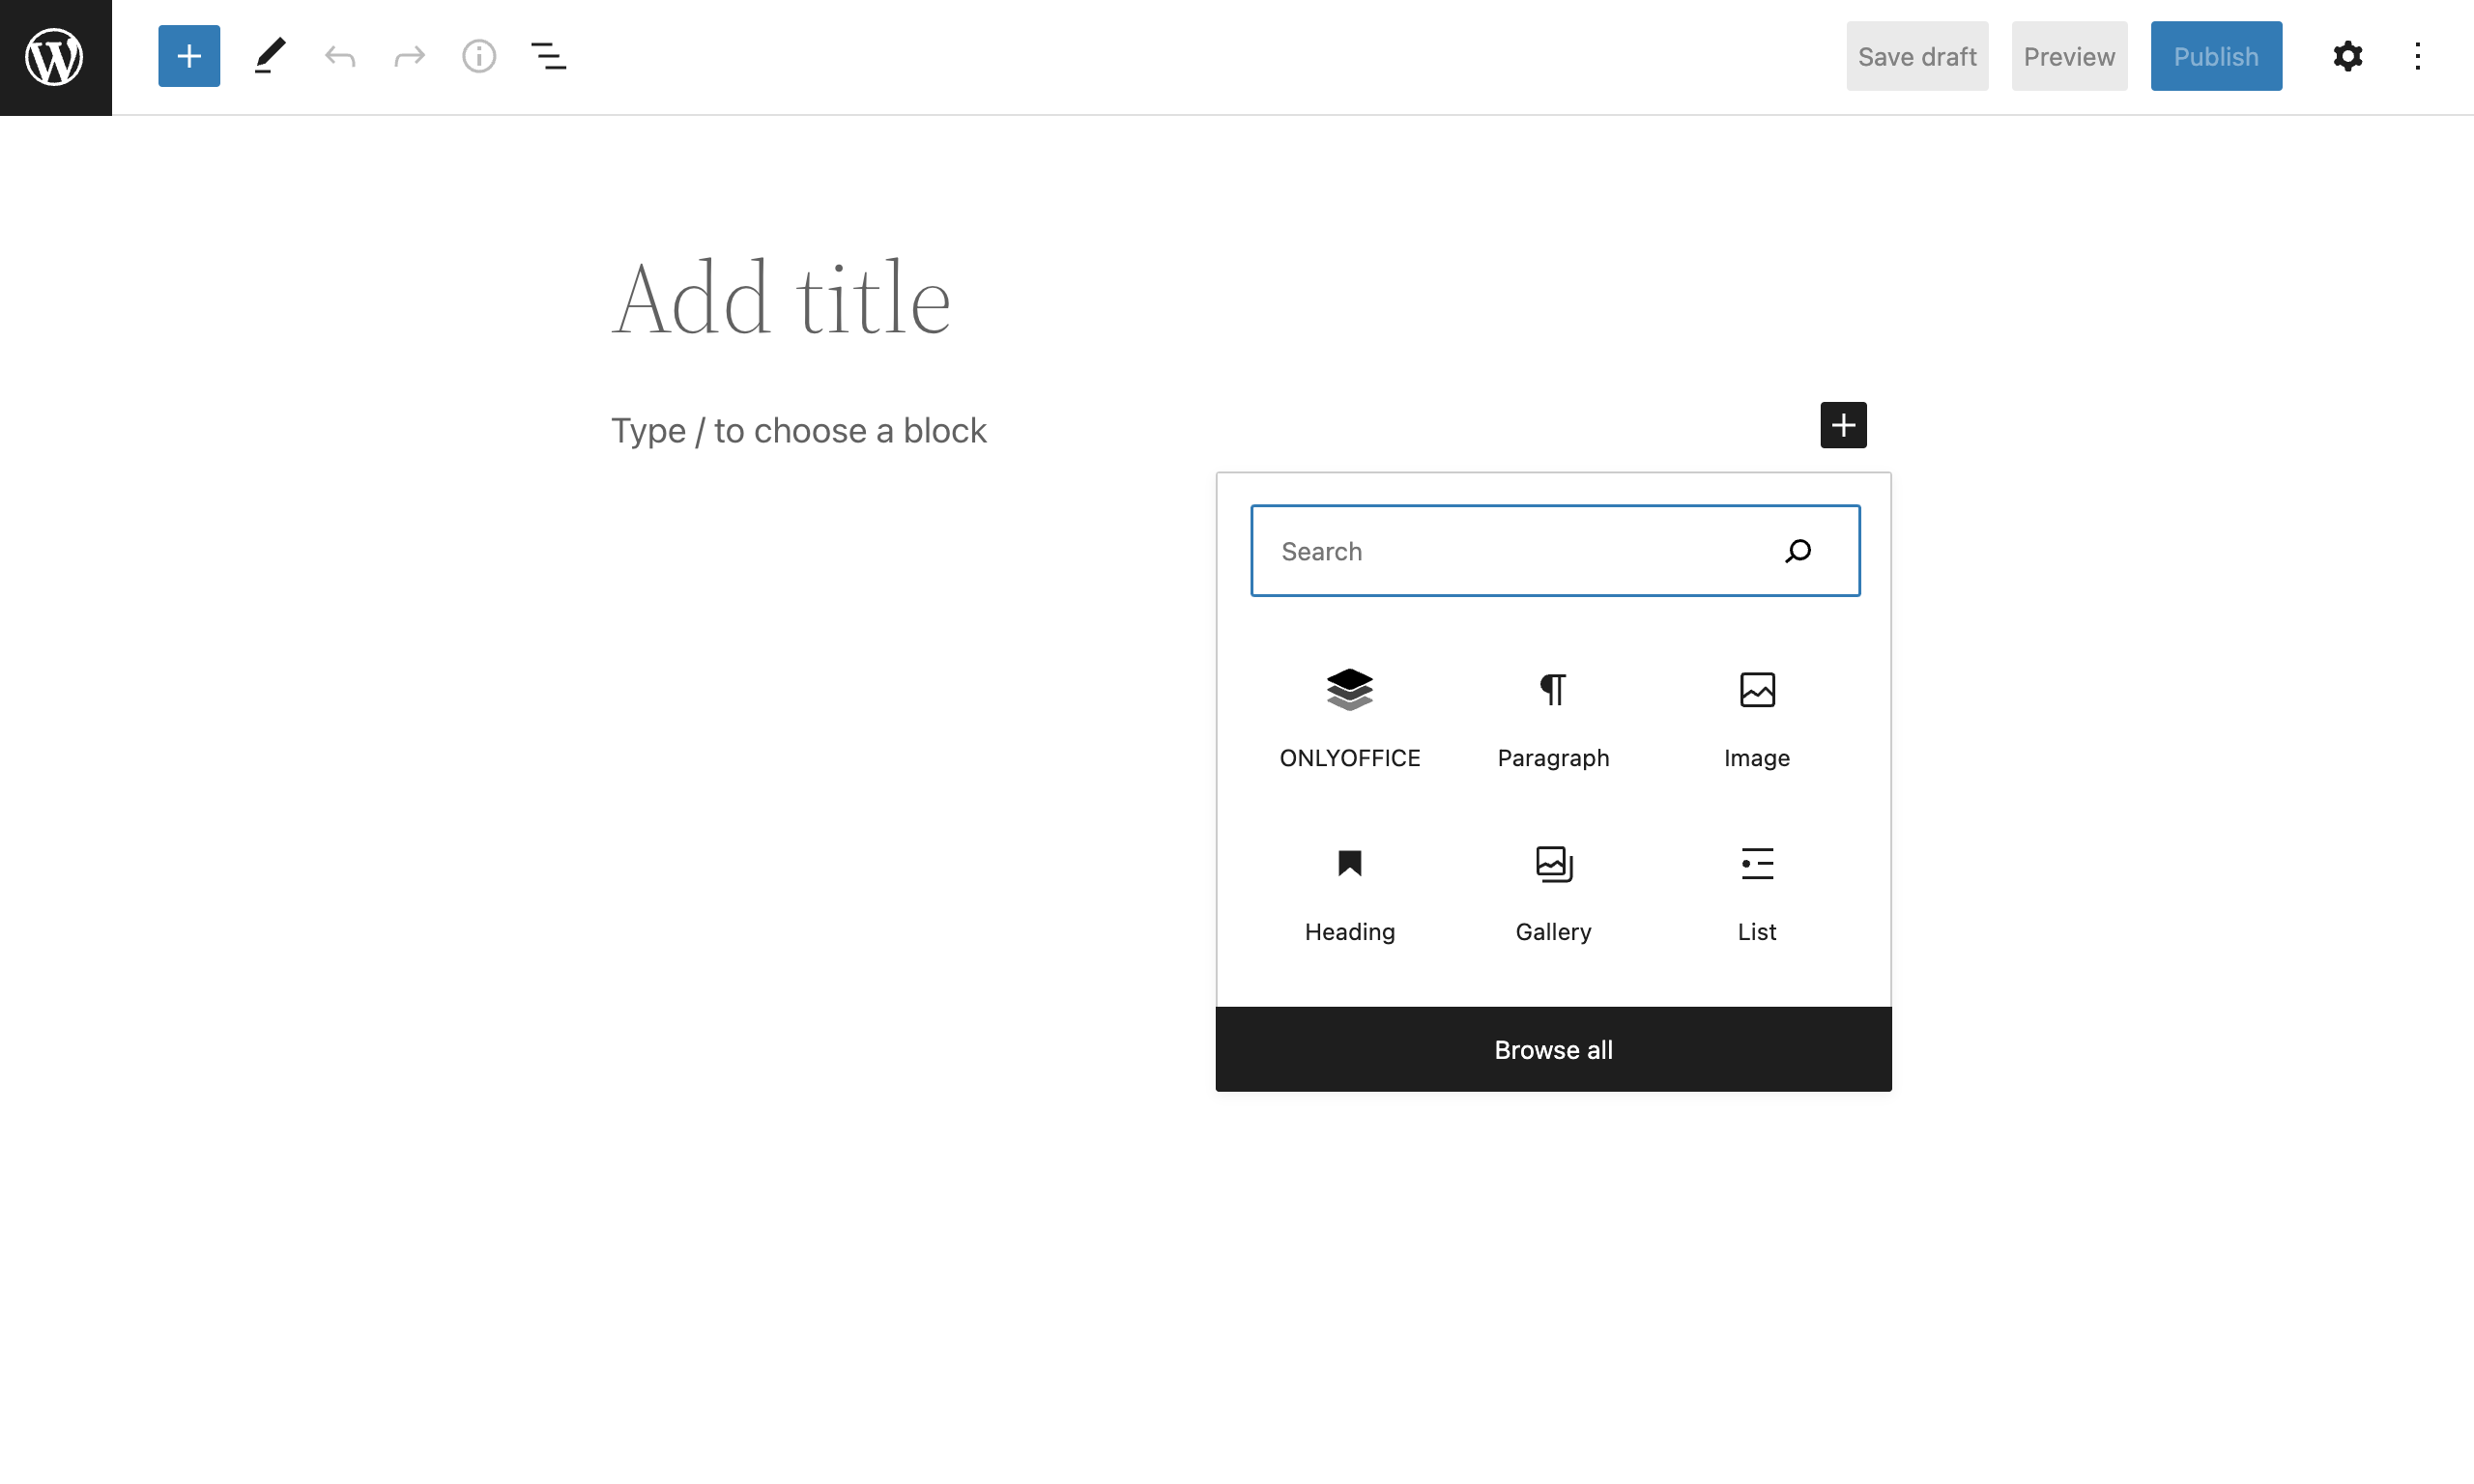 Save draft Preview Publish
Add title
Type / to choose a block
Search
ONLYOFFICE Paragraph Image
Heading Gallery List
Browse all